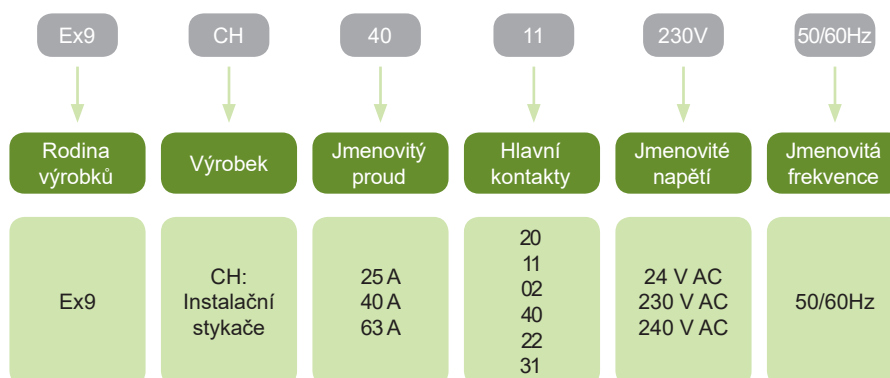 Ex9
CH
40
11
230V
50/60Hz
Rodina
výrobků
Výrobek
Jmenovitý
proud
Hlavní
kontakty
Jmenovité
napětí
Jmenovitá
frekvence
Ex9
CH:
Instalační
stykače
25 A
40 A
63 A
20
11
02
40
22
31
24 V AC
230 V AC
240 V AC
50/60Hz